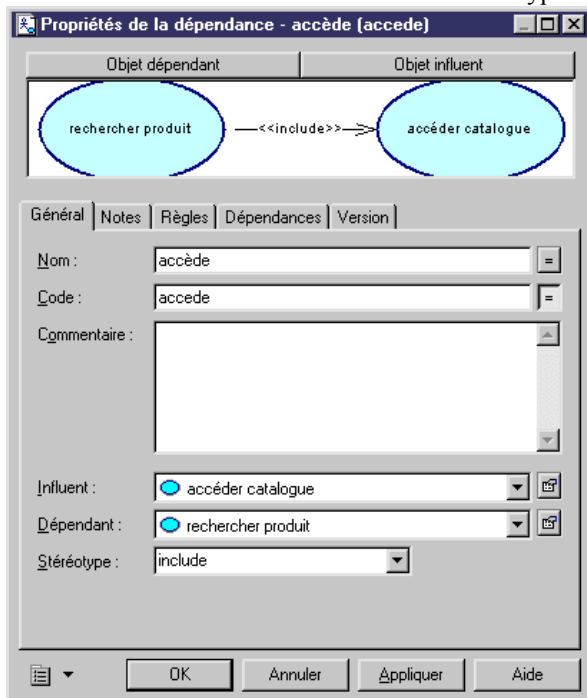 Propriétés de la dépendance - accède (accede)
Objet dépendant Objet influent
rechercher produit <<include>> accéder catalogue
Général Notes Règles Dépendances Version
Nom : accède =
Code : accede =
Commentaire :
Influent : accéder catalogue
Dépendant : rechercher produit
Stéréotype : include
OK Annuler Appliquer Aide